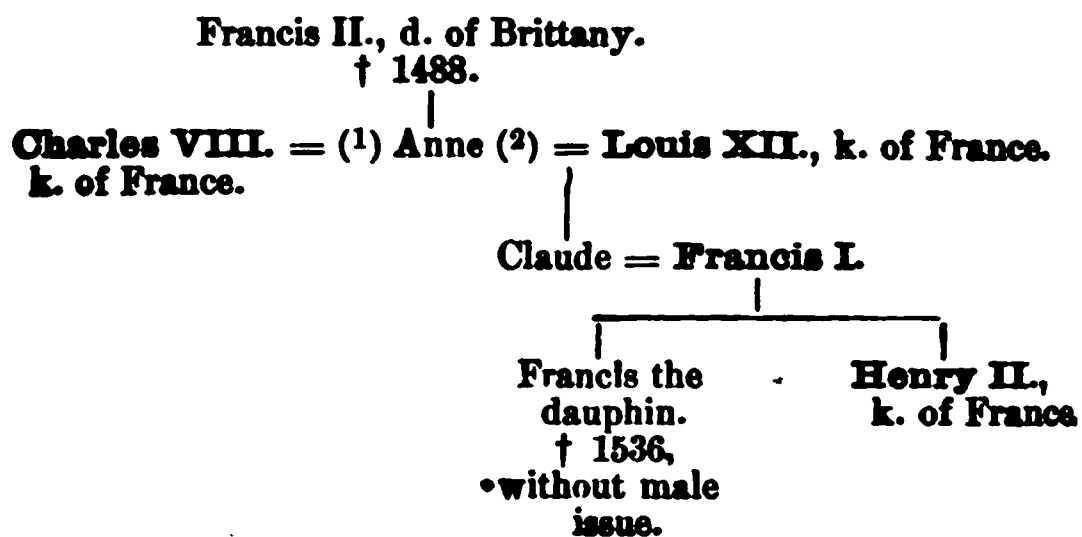 Francis II., d. of Brittany.
† 1488.
Charles VIII. = (1) Anne (2) = Louis XII., k. of France.
k. of France.
Claude = Francis I.
Francis the
dauphin.
† 1536,
without male
issue.
Henry II.,
k. of France